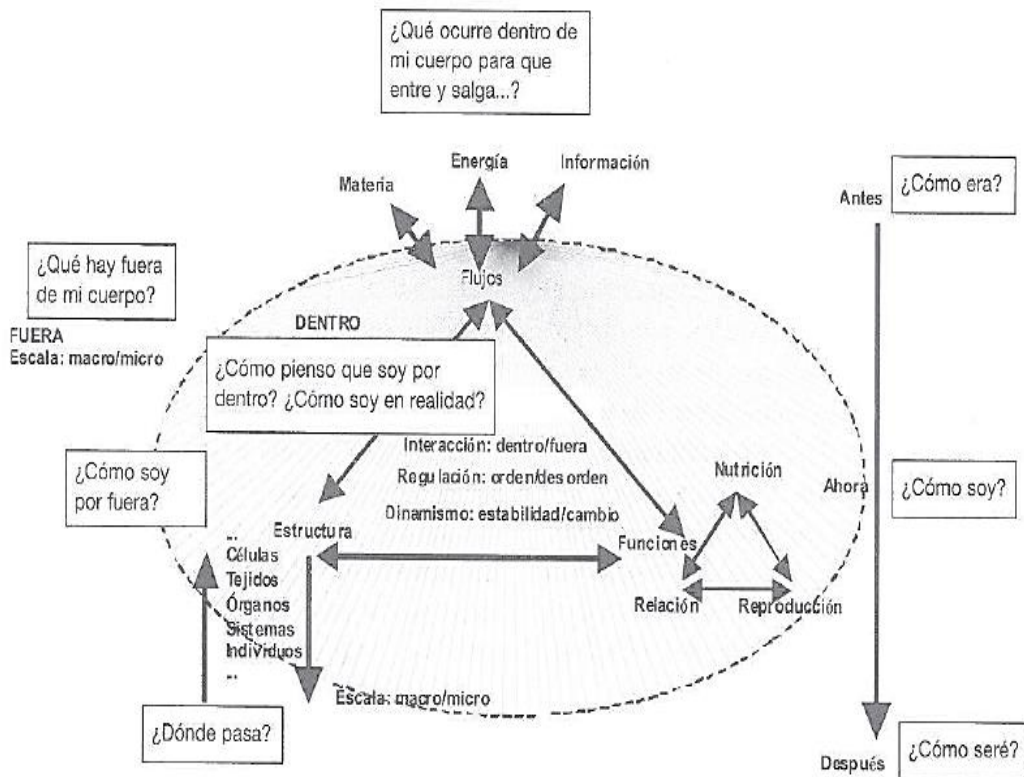 ¿Qué ocurre dentro de
mi cuerpo para que
entre y salga...?
Energía
Información
Materia
Antes
¿Cómo era?
¿Qué hay fuera
de mi cuerpo?
Flujos
FUERA
Escala: macro/micro
DENTRO
¿Cómo pienso que soy por
dentro? ¿Cómo soy en realidad?
Interacción: dentro/fuera
¿Cómo soy
por fuera?
Regulación: orden/desorden
Nutrición
Ahora
¿Cómo soy?
Dinamismo: estabilidad/cambio
Estructura
Funciones
...
Células
Tejidos
Órganos
Sistemas
Individuos
...
Relación
Reproducción
Escala: macro/micro
¿Dónde pasa?
Después
¿Cómo seré?